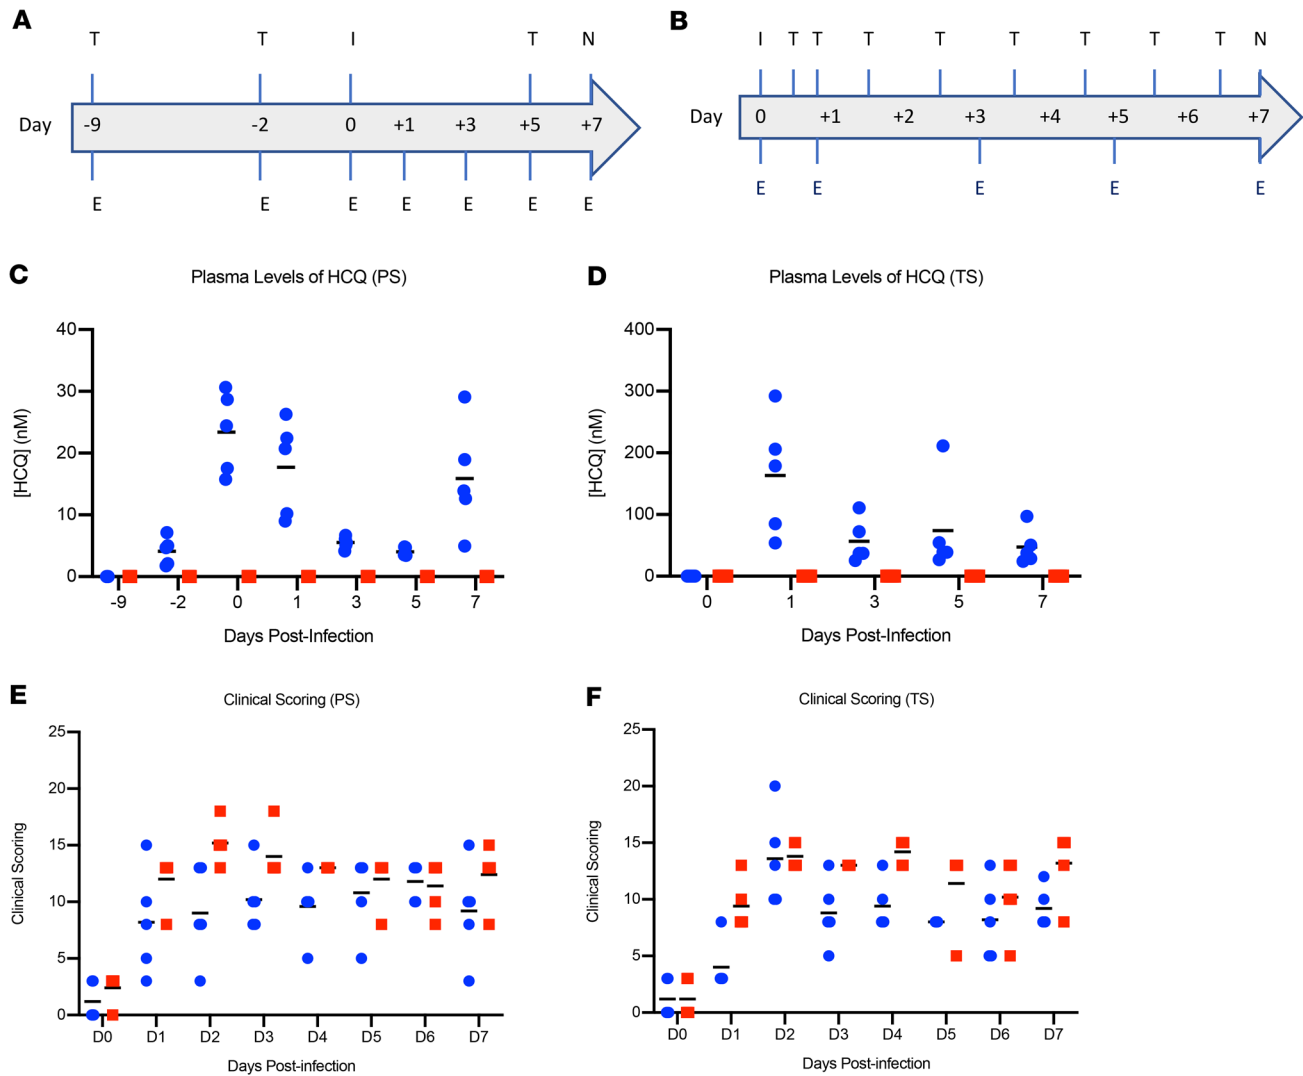 A
T T I T N
Day -9 -2 0 +1 +3 +5 +7
E E E E E E E
B
I T T T T T T T T N
Day 0 +1 +2 +3 +4 +5 +6 +7
E E E E E
C
Plasma Levels of HCQ (PS)
[HCQ] (nM)
40
30
20
10
0
-9 -2 0 1 3 5 7
Days Post-Infection
D
Plasma Levels of HCQ (TS)
[HCQ] (nM)
400
300
200
100
0
0 1 3 5 7
Days Post-Infection
E
Clinical Scoring (PS)
Clinical Scoring
25
20
15
10
5
0
D0 D1 D2 D3 D4 D5 D6 D7
Days Post-infection
F
Clinical Scoring (TS)
Clinical Scoring
25
20
15
10
5
0
D0 D1 D2 D3 D4 D5 D6 D7
Days Post-infection